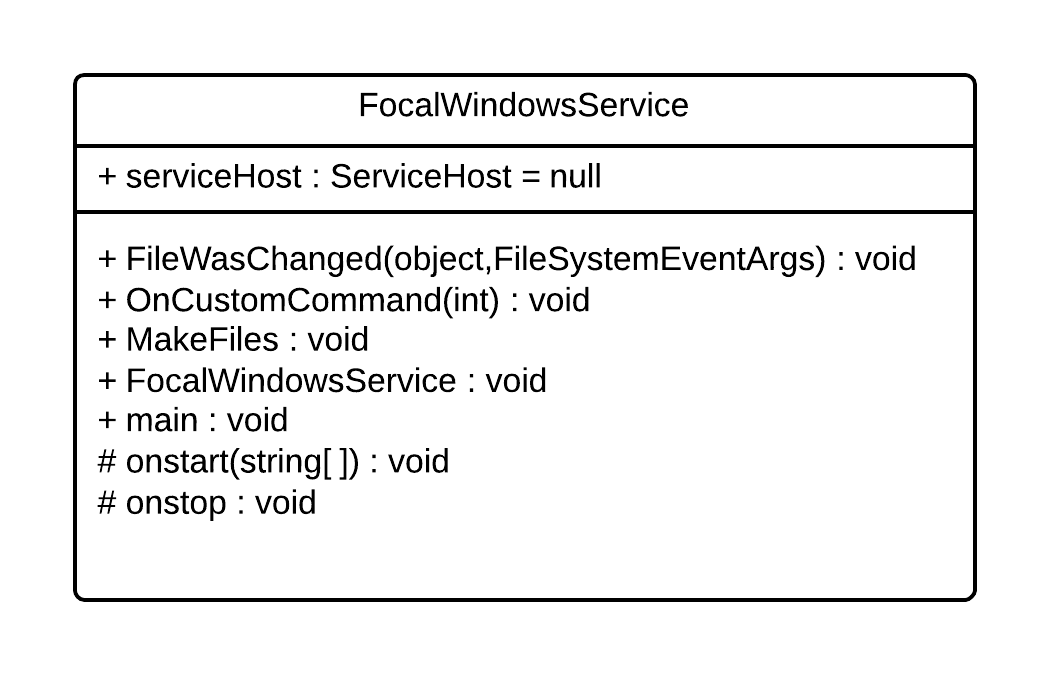 FocalWindowsService
+ serviceHost : ServiceHost = null
+ FileWasChanged(object,FileSystemEventArgs) : void
+ OnCustomCommand(int) : void
+ MakeFiles : void
+ FocalWindowsService : void
+ main : void
# onstart(string[ ]) : void
# onstop : void